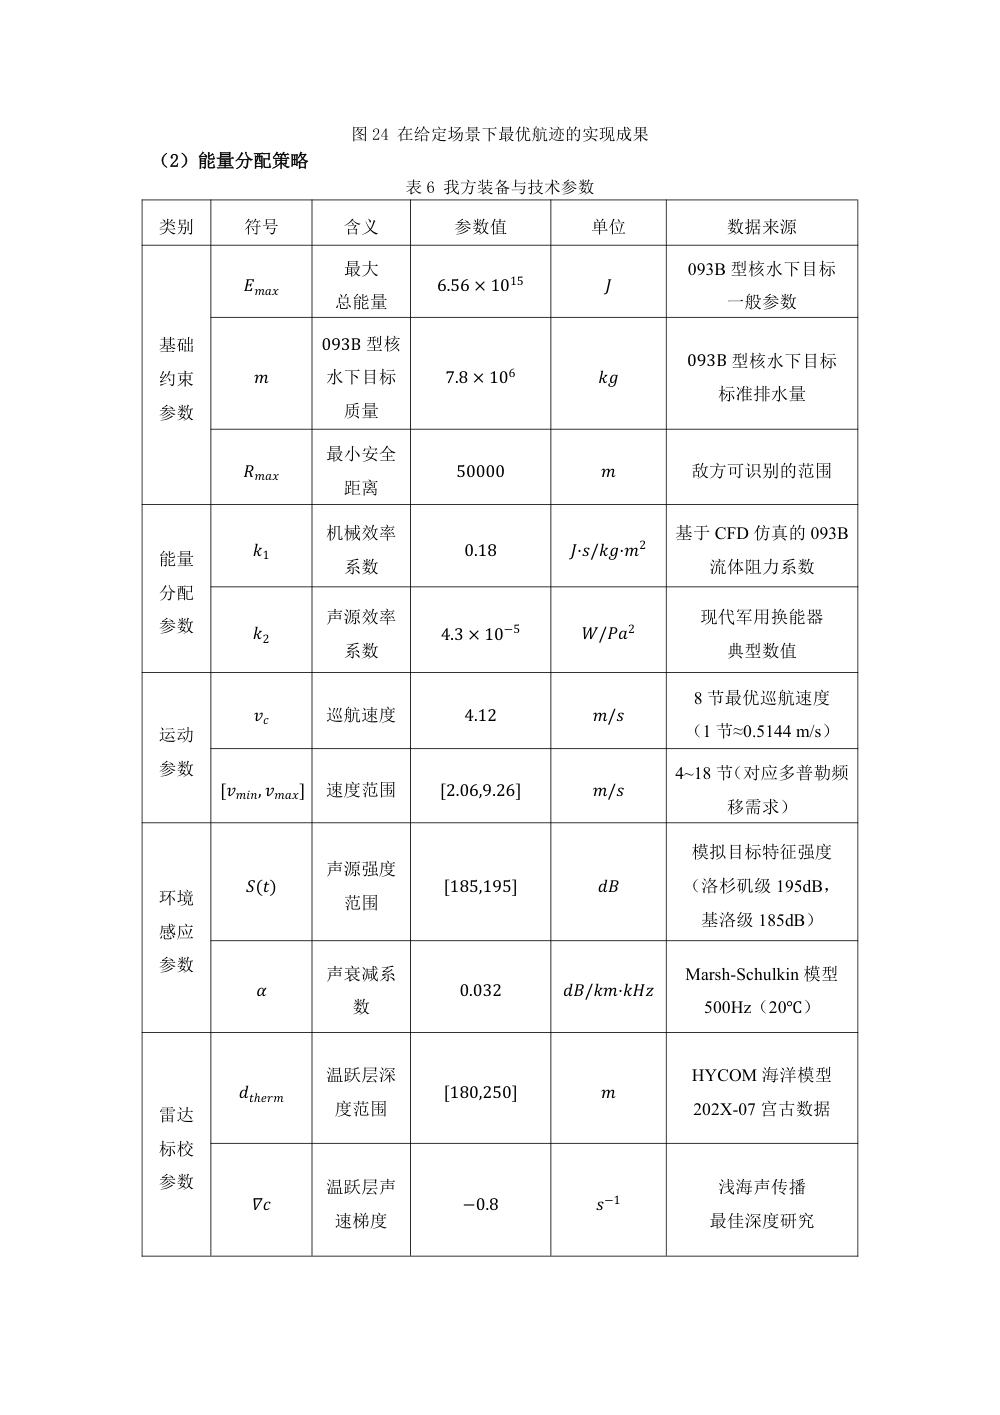 图 24 在给定场景下最优航迹的实现成果
（2）能量分配策略
表 6 我方装备与技术参数
类别 符号 含义 参数值 单位 数据来源
基础
约束
参数
E_max
最大
总能量
6.56 × 10^15
J
093B 型核水下目标
一般参数
m
093B 型核
水下目标
质量
7.8 × 10^6
kg
093B 型核水下目标
标准排水量
R_max
最小安全
距离
50000
m
敌方可识别的范围
能量
分配
参数
k_1
机械效率
系数
0.18
J·s/kg·m^2
基于 CFD 仿真的 093B
流体阻力系数
k_2
声源效率
系数
4.3 × 10^−5
W/Pa^2
现代军用换能器
典型数值
运动
参数
v_c
巡航速度
4.12
m/s
8 节最优巡航速度
（1 节≈0.5144 m/s）
[v_min, v_max]
速度范围
[2.06,9.26]
m/s
4~18 节（对应多普勒频
移需求）
环境
感应
参数
S(t)
声源强度
范围
[185,195]
dB
模拟目标特征强度
（洛杉矶级 195dB，
基洛级 185dB）
α
声衰减系
数
0.032
dB/km·kHz
Marsh-Schulkin 模型
500Hz（20℃）
雷达
标校
参数
d_therm
温跃层深
度范围
[180,250]
m
HYCOM 海洋模型
202X-07 宫古数据
∇c
温跃层声
速梯度
−0.8
s^−1
浅海声传播
最佳深度研究